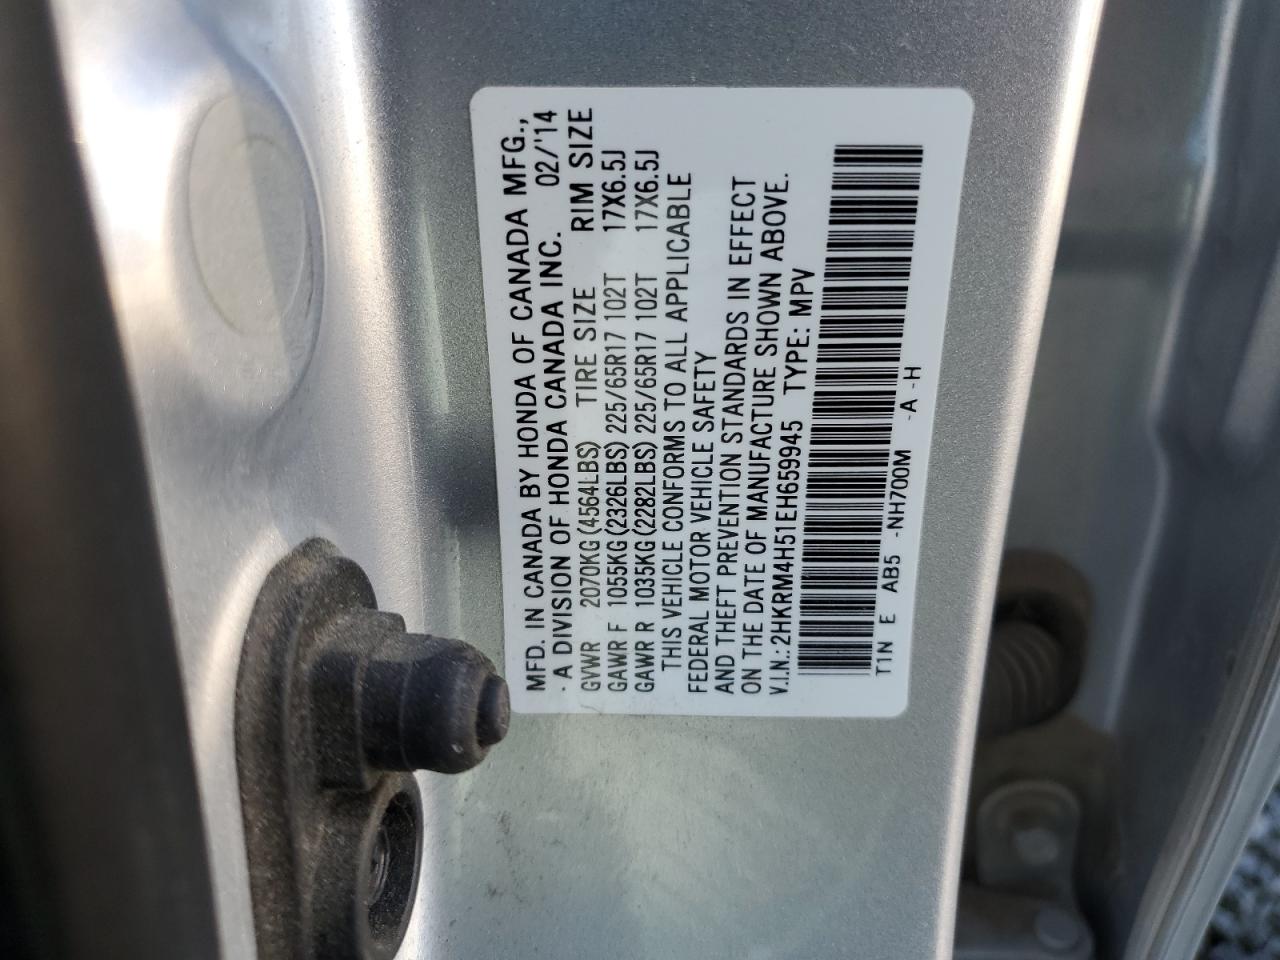 MFD. IN CANADA BY HONDA OF CANADA MFG.,
- A DIVISION OF HONDA CANADA INC. 02/'14
GVWR 2070KG(4564LBS) TIRE SIZE RIM SIZE
GAWR F 1055KG(2326LBS) 225/65R17 102T 17X6.5J
GAWR R 1035KG(2282LBS) 225/65R17 102T 17X6.5J
THIS VEHICLE CONFORMS TO ALL APPLICABLE
FEDERAL MOTOR VEHICLE SAFETY
AND THEFT PREVENTION STANDARDS IN EFFECT
ON THE DATE OF MANUFACTURE SHOWN ABOVE.
V.I.N.: 2HKRM4H51EH659945 TYPE: MPV
T1N E AB5 -NH700M -A -H